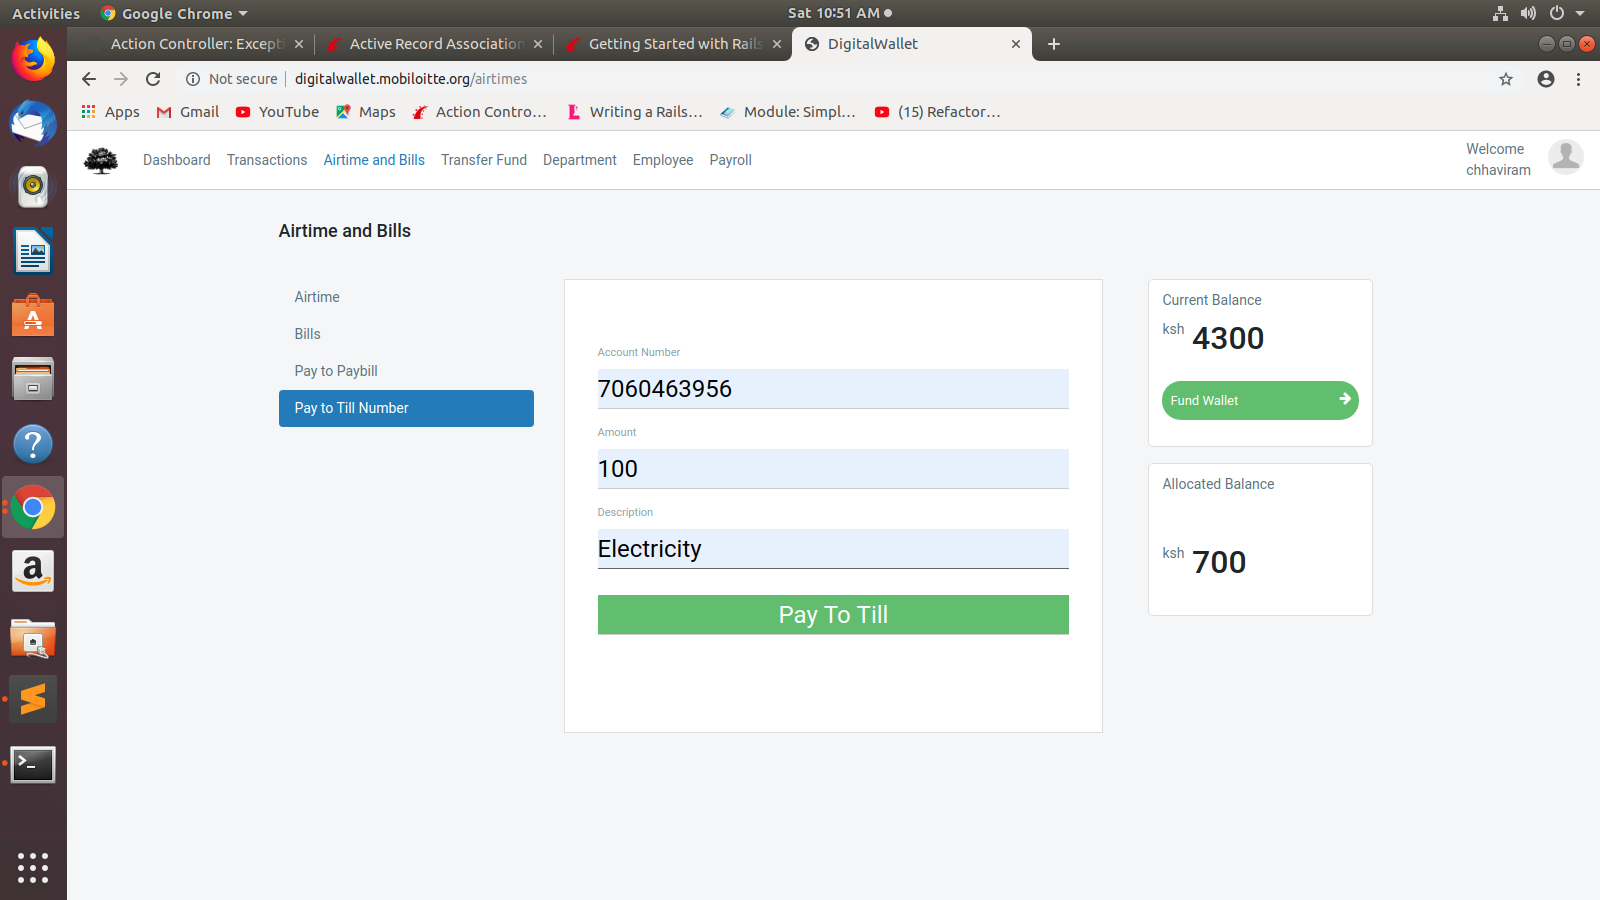 Activities Google Chrome Sat 10:51 AM
Action Controller: Excepti Active Record Association Getting Started with Rails DigitalWallet
Not secure digitalwallet.mobiloitte.org/airtimes
Apps Gmail YouTube Maps Action Contro... Writing a Rails... Module: Simpl... (15) Refactor...
Dashboard Transactions Airtime and Bills Transfer Fund Department Employee Payroll
Welcome
chhaviram
Airtime and Bills
Airtime
Bills
Pay to Paybill
Pay to Till Number
Account Number
7060463956
Amount
100
Description
Electricity
Pay To Till
Current Balance
ksh 4300
Fund Wallet
Allocated Balance
ksh 700